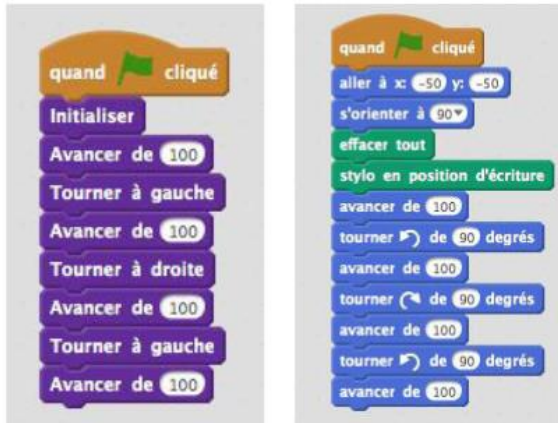 quand cliqué
Initialiser
Avancer de 100
Tourner à gauche
Avancer de 100
Tourner à droite
Avancer de 100
Tourner à gauche
Avancer de 100
quand cliqué
aller à x: -50 y: -50
s'orienter à 90
effacer tout
stylo en position d'écriture
avancer de 100
tourner de 90 degrés
avancer de 100
tourner de 90 degrés
avancer de 100
tourner de 90 degrés
avancer de 100